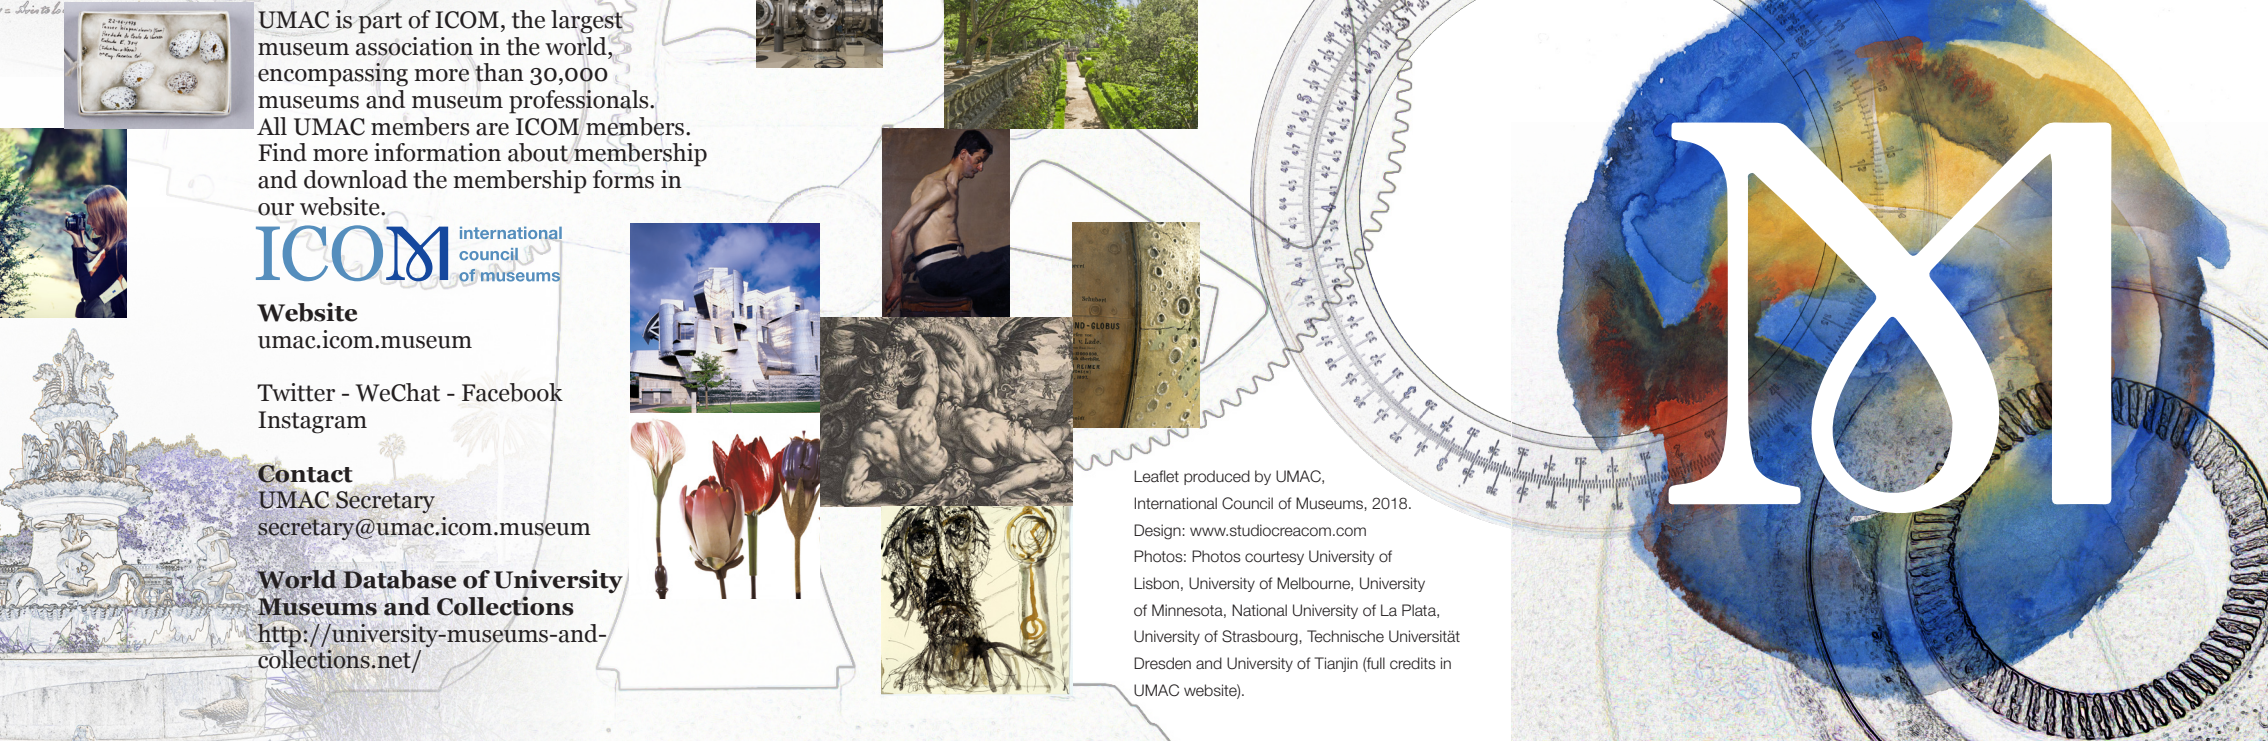 UMAC is part of ICOM, the largest
museum association in the world,
encompassing more than 30,000
museums and museum professionals.
All UMAC members are ICOM members.
Find more information about membership
and download the membership forms in
our website.
ICOM international
council
of museums
Website
umac.icom.museum
Twitter - WeChat - Facebook
Instagram
Contact
UMAC Secretary
secretary@umac.icom.museum
World Database of University
Museums and Collections
http://university-museums-and-
collections.net/
ND-GLOBUS
Leaflet produced by UMAC,
International Council of Museums, 2018.
Design: www.studiocreacom.com
Photos: Photos courtesy University of
Lisbon, University of Melbourne, University
of Minnesota, National University of La Plata,
University of Strasbourg, Technische Universität
Dresden and University of Tianjin (full credits in
UMAC website).
M